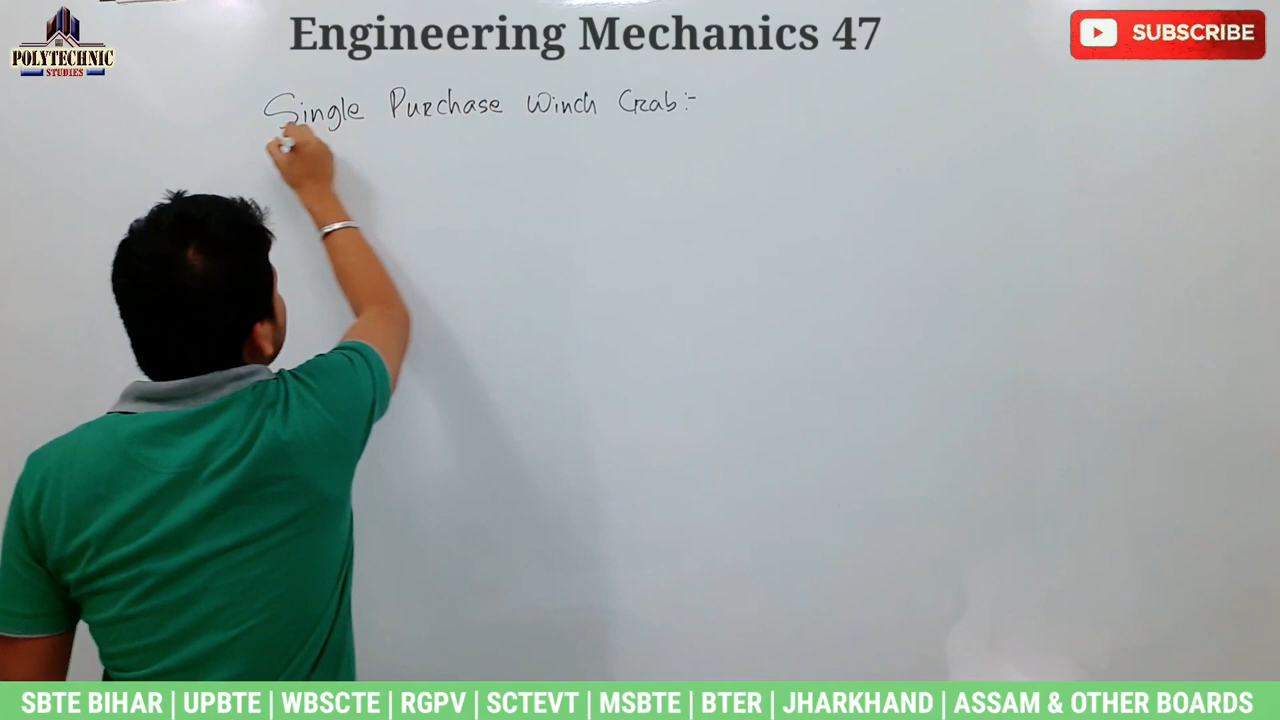 Engineering Mechanics 47
POLYTECHNIC
STUDIES
SUBSCRIBE
Single Purchase Winch Crab:-
SBTE BIHAR | UPBTE | WBSCTE | RGPV | SCTEVT | MSBTE | BTER | JHARKHAND | ASSAM & OTHER BOARDS